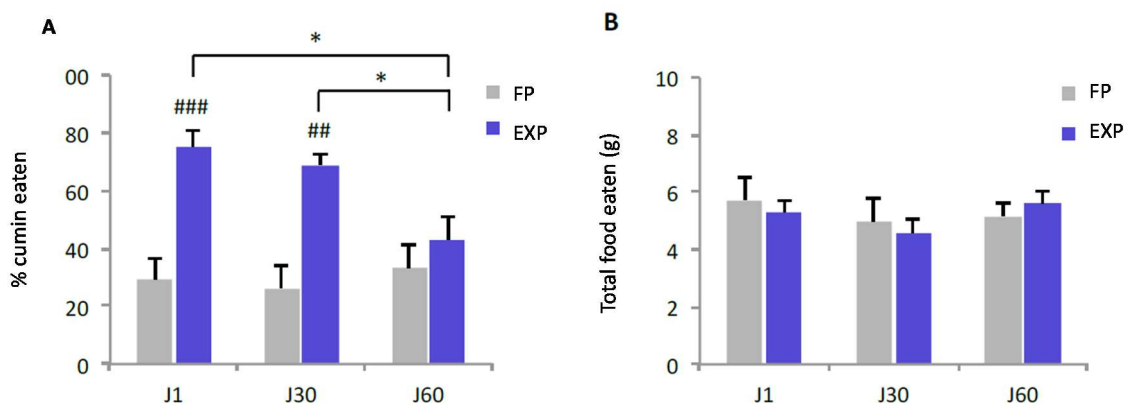 A
*
*
00
###
##
80
60
40
20
0
% cumin eaten
J1
J30
J60
FP
EXP
B
10
8
6
4
2
0
Total food eaten (g)
J1
J30
J60
FP
EXP